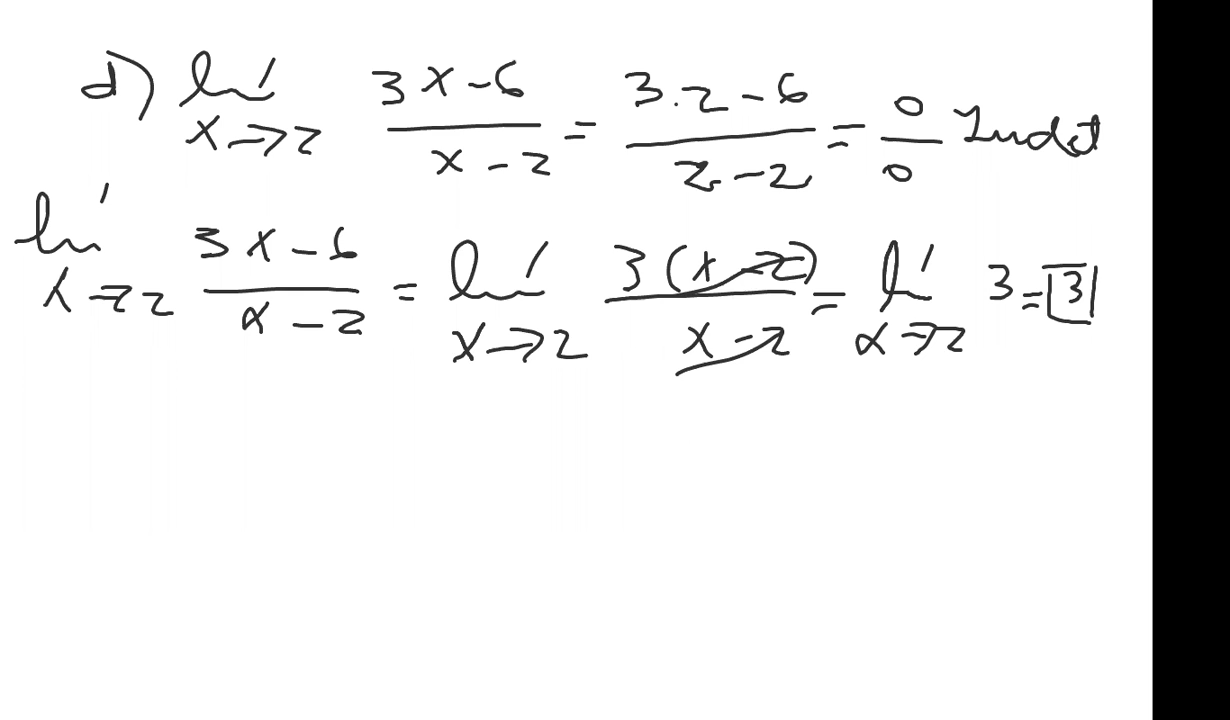 d) lim x→2 (3x-6)/(x-2) = (3.2-6)/(2-2) = 0/0 Indet
lim x→2 (3x-6)/(x-2) = lim x→2 3(x-2)/(x-2) = lim x→2 3 = 3